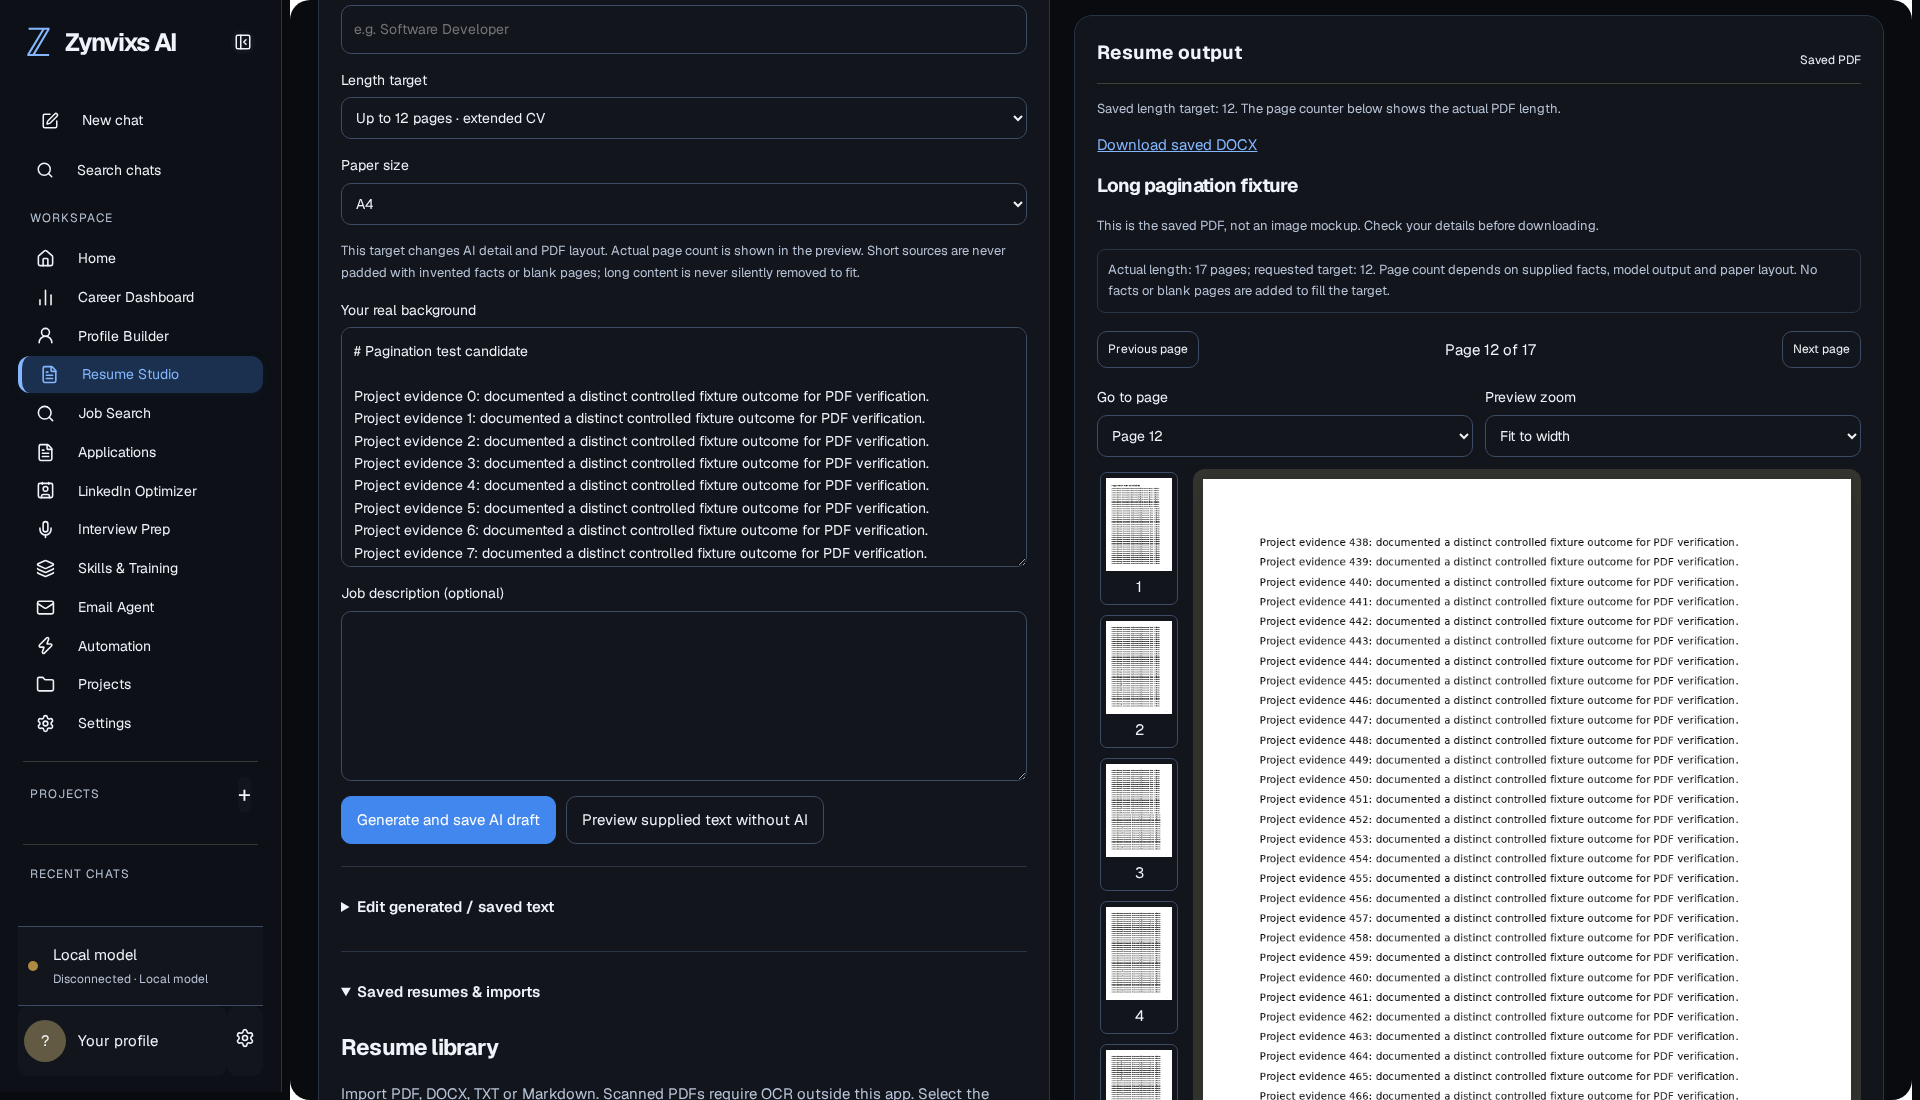 Zynvixs AI
New chat
Search chats
WORKSPACE
Home
Career Dashboard
Profile Builder
Resume Studio
Job Search
Applications
LinkedIn Optimizer
Interview Prep
Skills & Training
Email Agent
Automation
Projects
Settings
PROJECTS
+
RECENT CHATS
Local model
Disconnected · Local model
?
Your profile
e.g. Software Developer
Length target
Up to 12 pages · extended CV
Paper size
A4
This target changes AI detail and PDF layout. Actual page count is shown in the preview. Short sources are never
padded with invented facts or blank pages; long content is never silently removed to fit.
Your real background
# Pagination test candidate
Project evidence 0: documented a distinct controlled fixture outcome for PDF verification.
Project evidence 1: documented a distinct controlled fixture outcome for PDF verification.
Project evidence 2: documented a distinct controlled fixture outcome for PDF verification.
Project evidence 3: documented a distinct controlled fixture outcome for PDF verification.
Project evidence 4: documented a distinct controlled fixture outcome for PDF verification.
Project evidence 5: documented a distinct controlled fixture outcome for PDF verification.
Project evidence 6: documented a distinct controlled fixture outcome for PDF verification.
Project evidence 7: documented a distinct controlled fixture outcome for PDF verification.
Job description (optional)
Generate and save AI draft
Preview supplied text without AI
Edit generated / saved text
Saved resumes & imports
Resume library
Import PDF, DOCX, TXT or Markdown. Scanned PDFs require OCR outside this app. Select the
Resume output
Saved PDF
Saved length target: 12. The page counter below shows the actual PDF length.
Download saved DOCX
Long pagination fixture
This is the saved PDF, not an image mockup. Check your details before downloading.
Actual length: 17 pages; requested target: 12. Page count depends on supplied facts, model output and paper layout. No
facts or blank pages are added to fill the target.
Previous page
Page 12 of 17
Next page
Go to page
Preview zoom
Page 12
Fit to width
1
2
3
4
Project evidence 438: documented a distinct controlled fixture outcome for PDF verification.
Project evidence 439: documented a distinct controlled fixture outcome for PDF verification.
Project evidence 440: documented a distinct controlled fixture outcome for PDF verification.
Project evidence 441: documented a distinct controlled fixture outcome for PDF verification.
Project evidence 442: documented a distinct controlled fixture outcome for PDF verification.
Project evidence 443: documented a distinct controlled fixture outcome for PDF verification.
Project evidence 444: documented a distinct controlled fixture outcome for PDF verification.
Project evidence 445: documented a distinct controlled fixture outcome for PDF verification.
Project evidence 446: documented a distinct controlled fixture outcome for PDF verification.
Project evidence 447: documented a distinct controlled fixture outcome for PDF verification.
Project evidence 448: documented a distinct controlled fixture outcome for PDF verification.
Project evidence 449: documented a distinct controlled fixture outcome for PDF verification.
Project evidence 450: documented a distinct controlled fixture outcome for PDF verification.
Project evidence 451: documented a distinct controlled fixture outcome for PDF verification.
Project evidence 452: documented a distinct controlled fixture outcome for PDF verification.
Project evidence 453: documented a distinct controlled fixture outcome for PDF verification.
Project evidence 454: documented a distinct controlled fixture outcome for PDF verification.
Project evidence 455: documented a distinct controlled fixture outcome for PDF verification.
Project evidence 456: documented a distinct controlled fixture outcome for PDF verification.
Project evidence 457: documented a distinct controlled fixture outcome for PDF verification.
Project evidence 458: documented a distinct controlled fixture outcome for PDF verification.
Project evidence 459: documented a distinct controlled fixture outcome for PDF verification.
Project evidence 460: documented a distinct controlled fixture outcome for PDF verification.
Project evidence 461: documented a distinct controlled fixture outcome for PDF verification.
Project evidence 462: documented a distinct controlled fixture outcome for PDF verification.
Project evidence 463: documented a distinct controlled fixture outcome for PDF verification.
Project evidence 464: documented a distinct controlled fixture outcome for PDF verification.
Project evidence 465: documented a distinct controlled fixture outcome for PDF verification.
Project evidence 466: documented a distinct controlled fixture outcome for PDF verification.